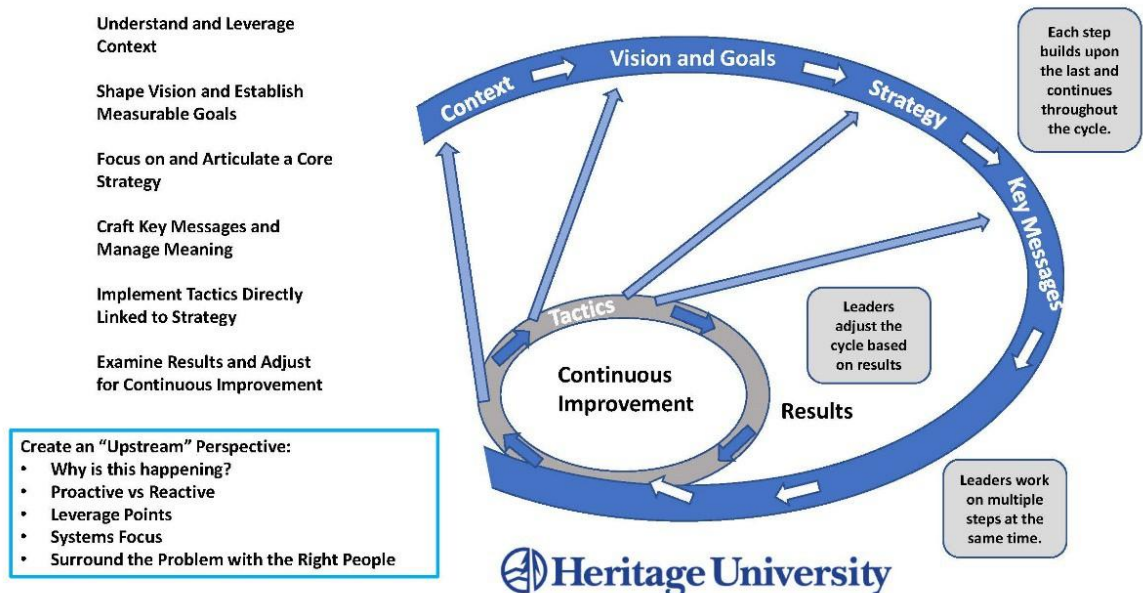 Understand and Leverage
Context
Shape Vision and Establish
Measurable Goals
Focus on and Articulate a Core
Strategy
Craft Key Messages and
Manage Meaning
Implement Tactics Directly
Linked to Strategy
Examine Results and Adjust
for Continuous Improvement
Create an “Upstream” Perspective:
• Why is this happening?
• Proactive vs Reactive
• Leverage Points
• Systems Focus
• Surround the Problem with the Right People
Context
Vision and Goals
Strategy
Key Messages
Each step
builds upon
the last and
continues
throughout
the cycle.
Tactics
Continuous
Improvement
Results
Leaders
adjust the
cycle based
on results
Leaders work
on multiple
steps at the
same time.
Heritage University